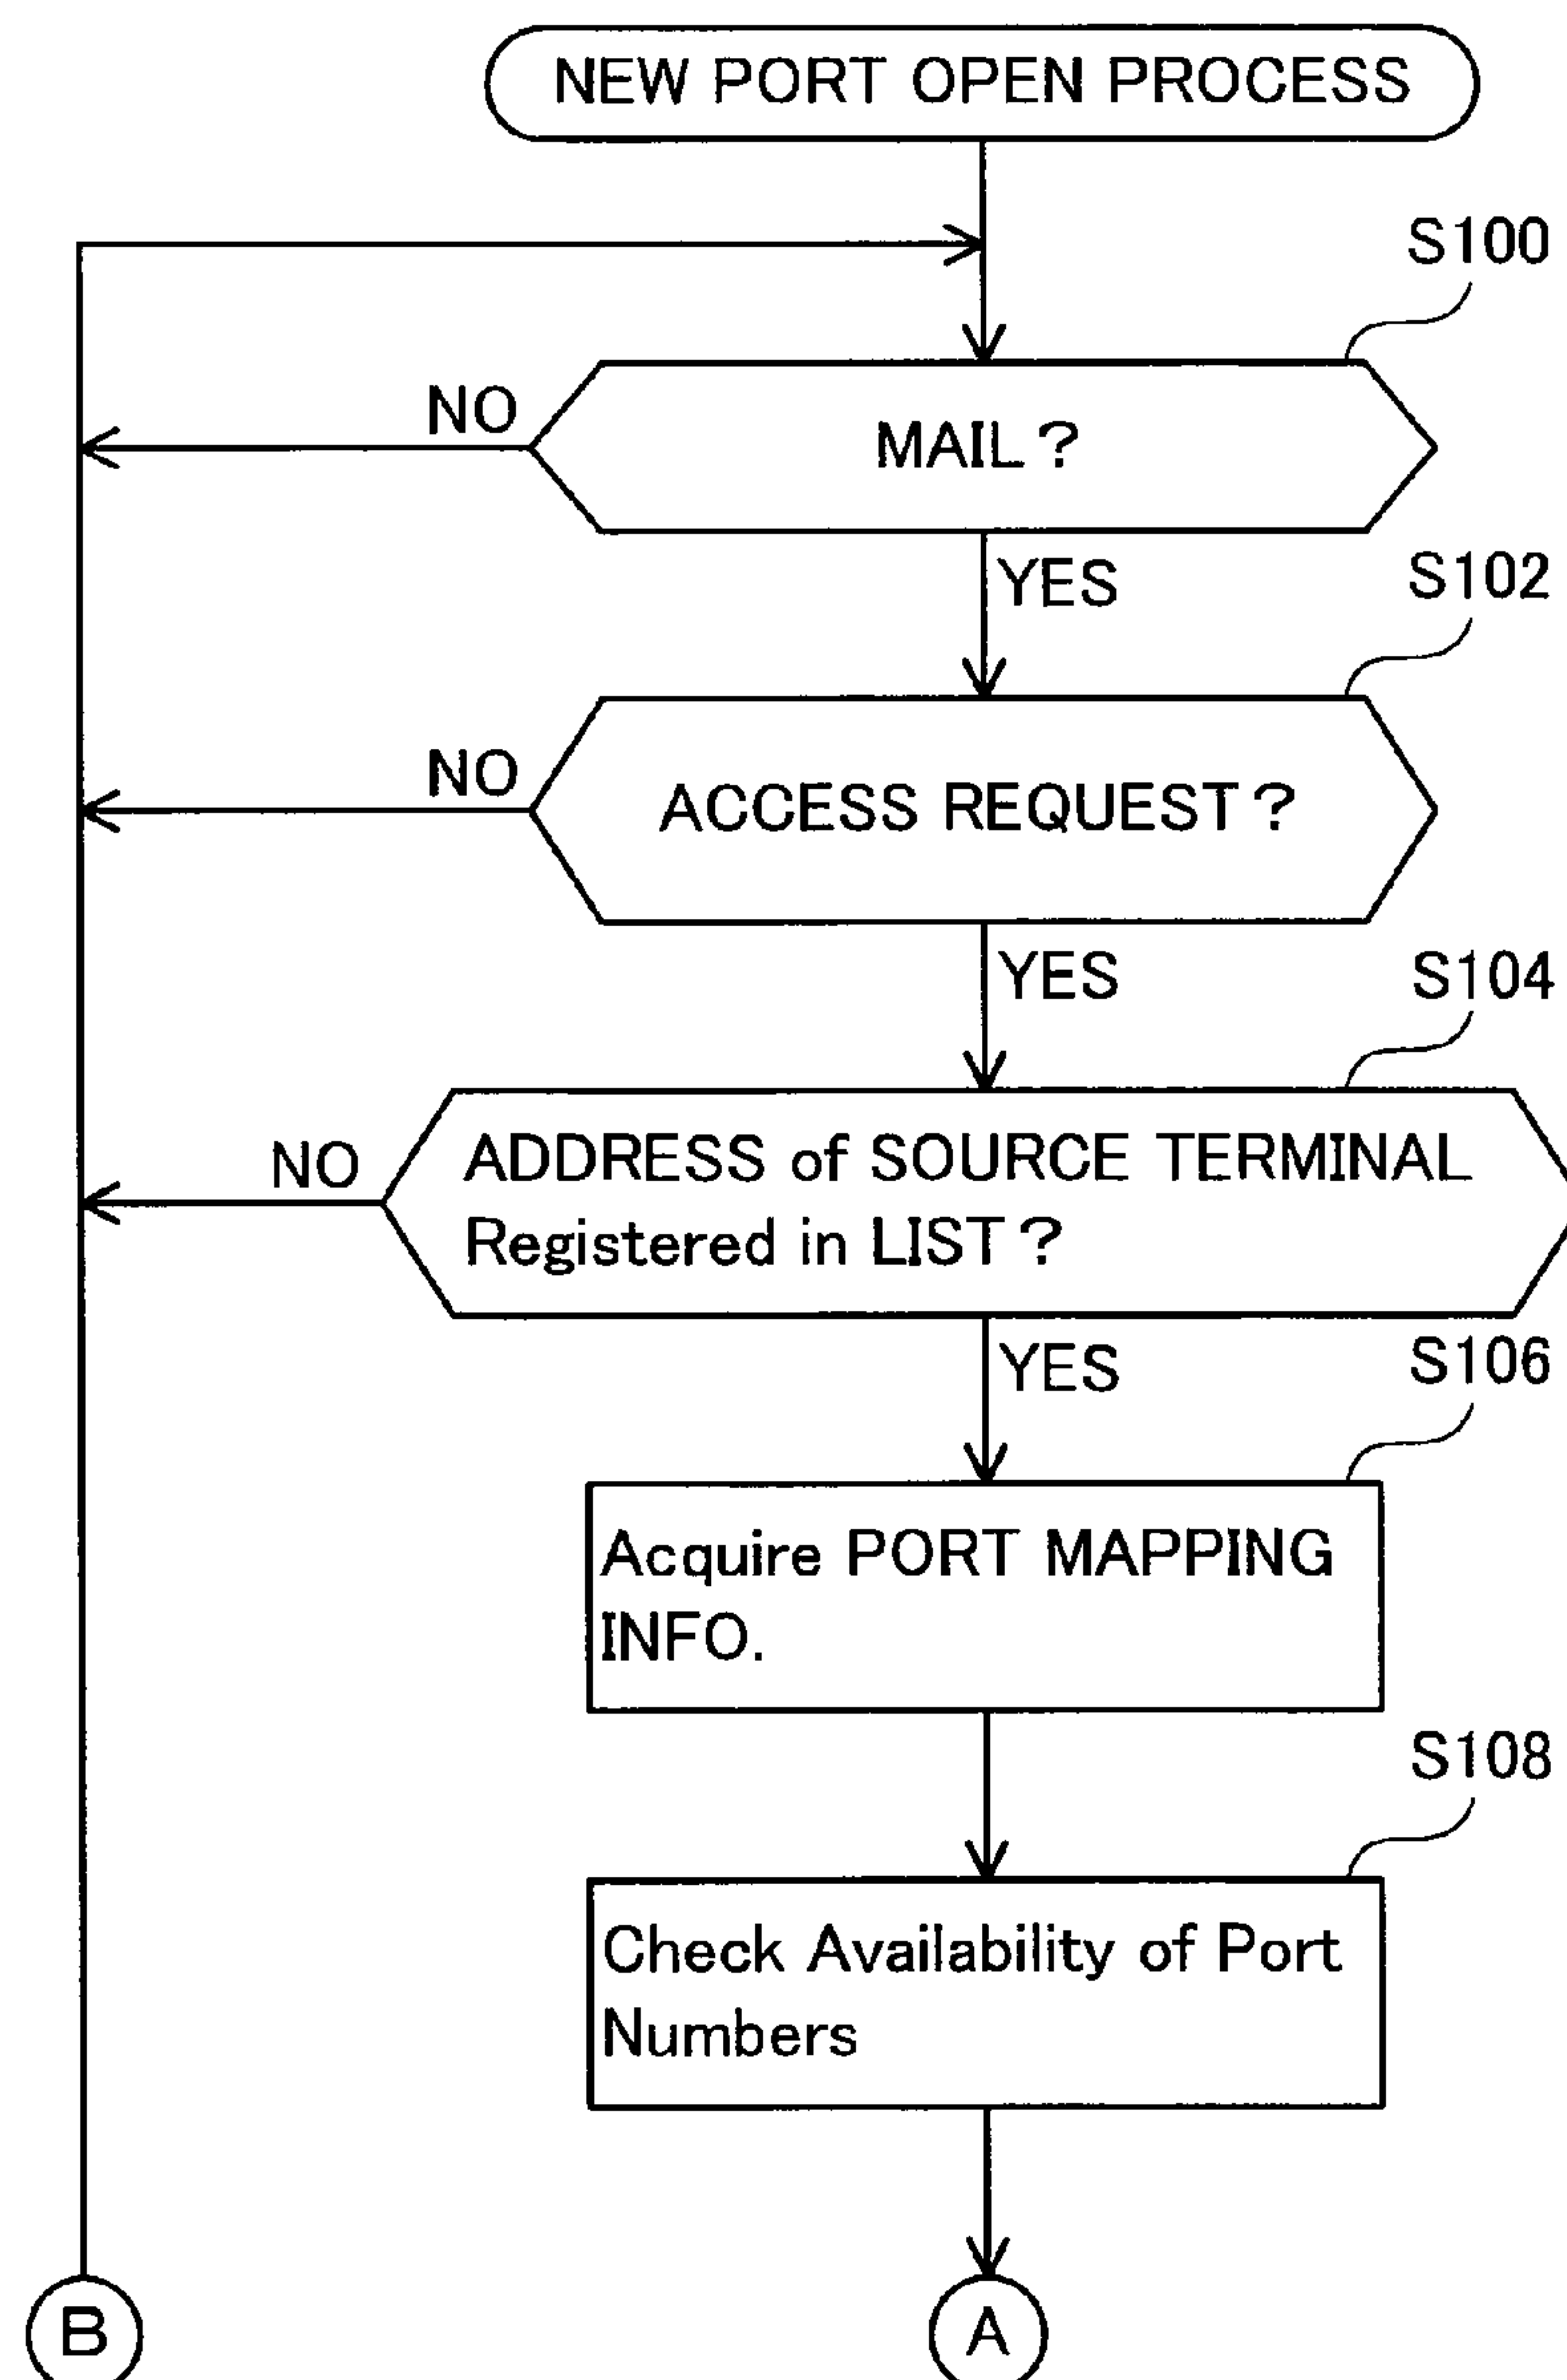 NEW PORT OPEN PROCESS
S100
NO
MAIL?
YES
S102
NO
ACCESS REQUEST?
YES
S104
NO
ADDRESS of SOURCE TERMINAL
Registered in LIST?
YES
S106
Acquire PORT MAPPING
INFO.
S108
Check Availability of Port
Numbers
B
A